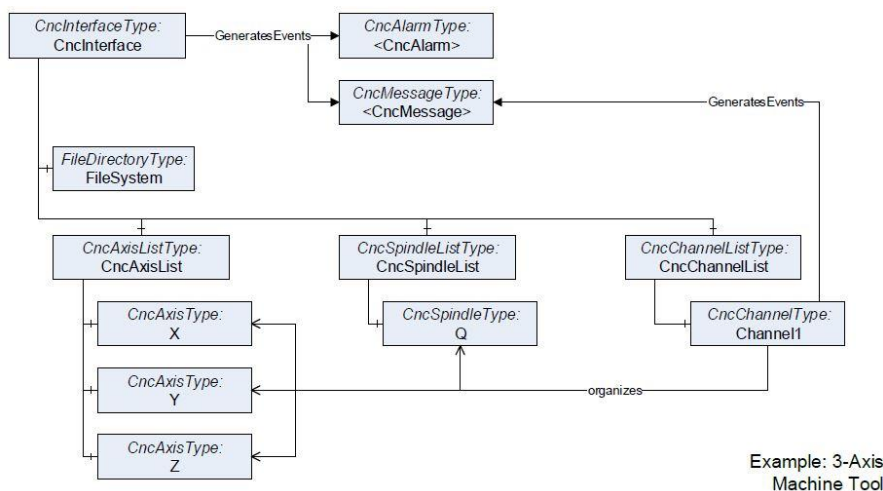 CncInterfaceType:
CncInterface
GeneratesEvents
CncAlarmType:
<CncAlarm>
CncMessageType:
<CncMessage>
GeneratesEvents
FileDirectoryType:
FileSystem
CncAxisListType:
CncAxisList
CncSpindleListType:
CncSpindleList
CncChannelListType:
CncChannelList
CncAxisType:
X
CncSpindleType:
Q
CncChannelType:
Channel1
CncAxisType:
Y
organizes
CncAxisType:
Z
Example: 3-Axis
Machine Tool